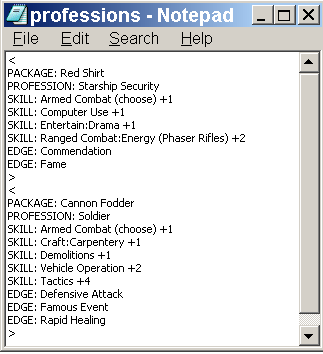 professions - Notepad
File Edit Search Help
<
PACKAGE: Red Shirt
PROFESSION: Starship Security
SKILL: Armed Combat (choose) +1
SKILL: Computer Use +1
SKILL: Entertain:Drama +1
SKILL: Ranged Combat:Energy (Phaser Rifles) +2
EDGE: Commendation
EDGE: Fame
>
<
PACKAGE: Cannon Fodder
PROFESSION: Soldier
SKILL: Armed Combat (choose) +1
SKILL: Craft:Carpentery +1
SKILL: Demolitions +1
SKILL: Vehicle Operation +2
SKILL: Tactics +4
EDGE: Defensive Attack
EDGE: Famous Event
EDGE: Rapid Healing
>